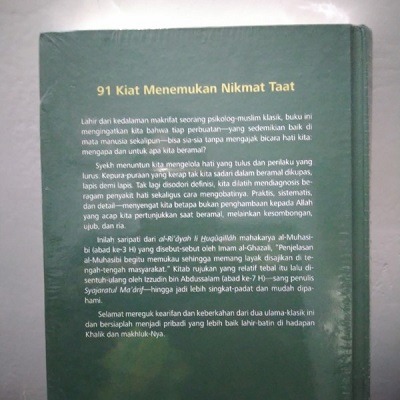 91 Kiat Menemukan Nikmat Taat
Lahir dari kedalaman makrifat seorang psikolog-muslim klasik, buku ini
mengingatkan kita bahwa tiap perbuatan—yang sedemikian baik di
mata manusia sekalipun—bisa sia-sia tanpa mengajak bicara hati kita:
mengapa dan untuk apa kita beramal?
Syekh menuntun kita mengelola hati yang tulus dan perilaku yang
lurus. Kepura-puraan yang kerap tak kita sadari dalam beramal dikupas,
lapis demi lapis. Tak lagi disodori definisi, kita dilatih mendiagnosis be-
ragam penyakit hati sekaligus cara mengobatinya. Praktis, sistematis,
dan detail—menyengat kita betapa bukan penghambaan kepada Allah
yang acap kita pertunjukkan saat beramal, melainkan kesombongan,
ujub, dan ria.
Inilah saripati dari al-Ri'âyah li Huqûqillâh mahakarya al-Muhasi-
bi (abad ke-3 H) yang disebut-sebut oleh Imam al-Ghazali, "Penjelasan
al-Muhasibi begitu memukau sehingga memang layak disajikan di te-
ngah-tengah masyarakat." Kitab rujukan yang relatif tebal itu lalu di-
sentuh-ulang oleh Izzudin bin Abdussalam (abad ke-7 H)—sang penulis
Syajaratul Ma'ârif—hingga jadi lebih singkat-padat dan mudah dipa-
hami.
Selamat mereguk kearifan dan keberkahan dari dua ulama-klasik ini
dan bersiaplah menjadi pribadi yang lebih baik lahir-batin di hadapan
Khalik dan makhluk-Nya.